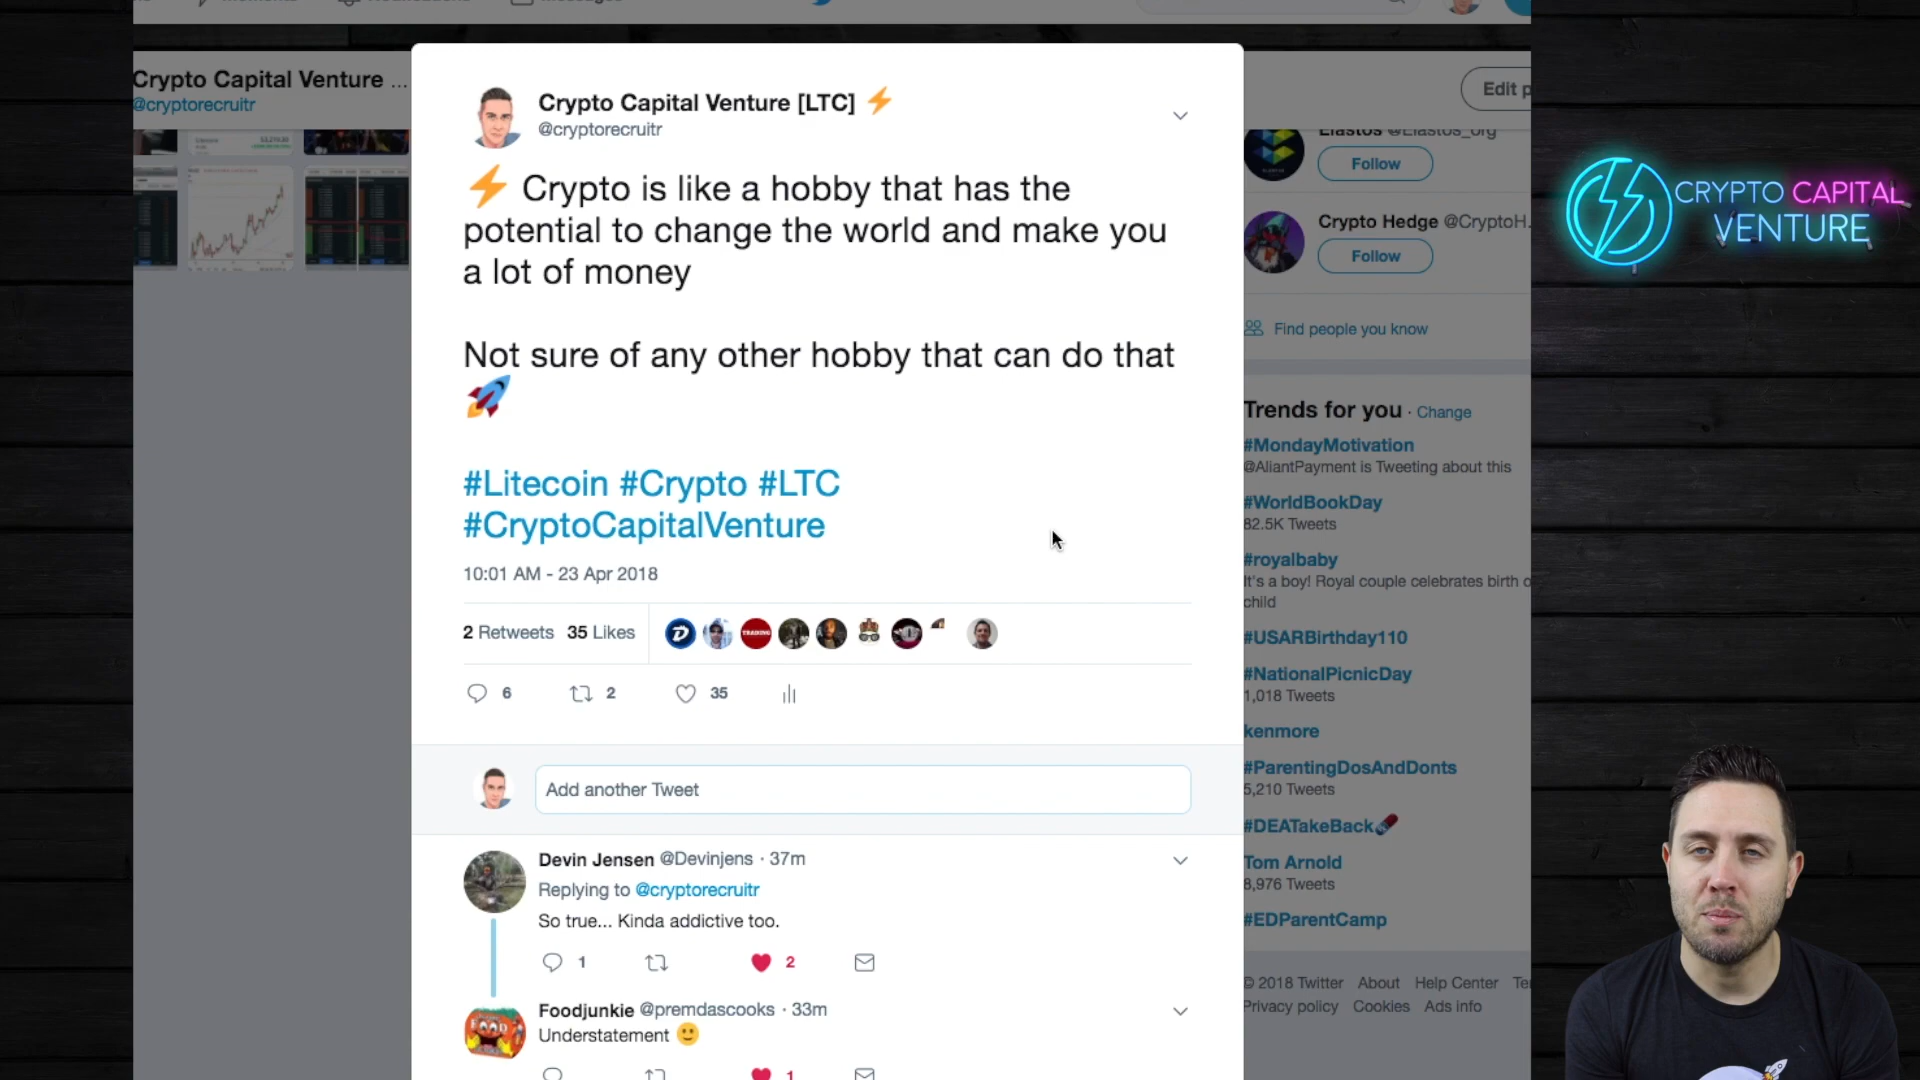 Crypto Capital Venture ...
@cryptorecruitr
Crypto Capital Venture [LTC] ⚡
@cryptorecruitr
⚡ Crypto is like a hobby that has the
potential to change the world and make you
a lot of money
Not sure of any other hobby that can do that
🚀
#Litecoin #Crypto #LTC
#CryptoCapitalVenture
10:01 AM - 23 Apr 2018
2 Retweets 35 Likes
TRADING
6 2 35
Add another Tweet
Devin Jensen @Devinjens · 37m
Replying to @cryptorecruitr
So true... Kinda addictive too.
1 2
Foodjunkie @premdascooks · 33m
Understatement 🙂
1
Edit p
Elastos @Elastos_org
Follow
Crypto Hedge @CryptoH.
Follow
Find people you know
Trends for you · Change
#MondayMotivation
@AliantPayment is Tweeting about this
#WorldBookDay
82.5K Tweets
#royalbaby
It's a boy! Royal couple celebrates birth o
child
#USARBirthday110
#NationalPicnicDay
1,018 Tweets
kenmore
#ParentingDosAndDonts
5,210 Tweets
#DEATakeBack💊
Tom Arnold
8,976 Tweets
#EDParentCamp
© 2018 Twitter About Help Center Te
Privacy policy Cookies Ads info
CRYPTO CAPITAL
VENTURE